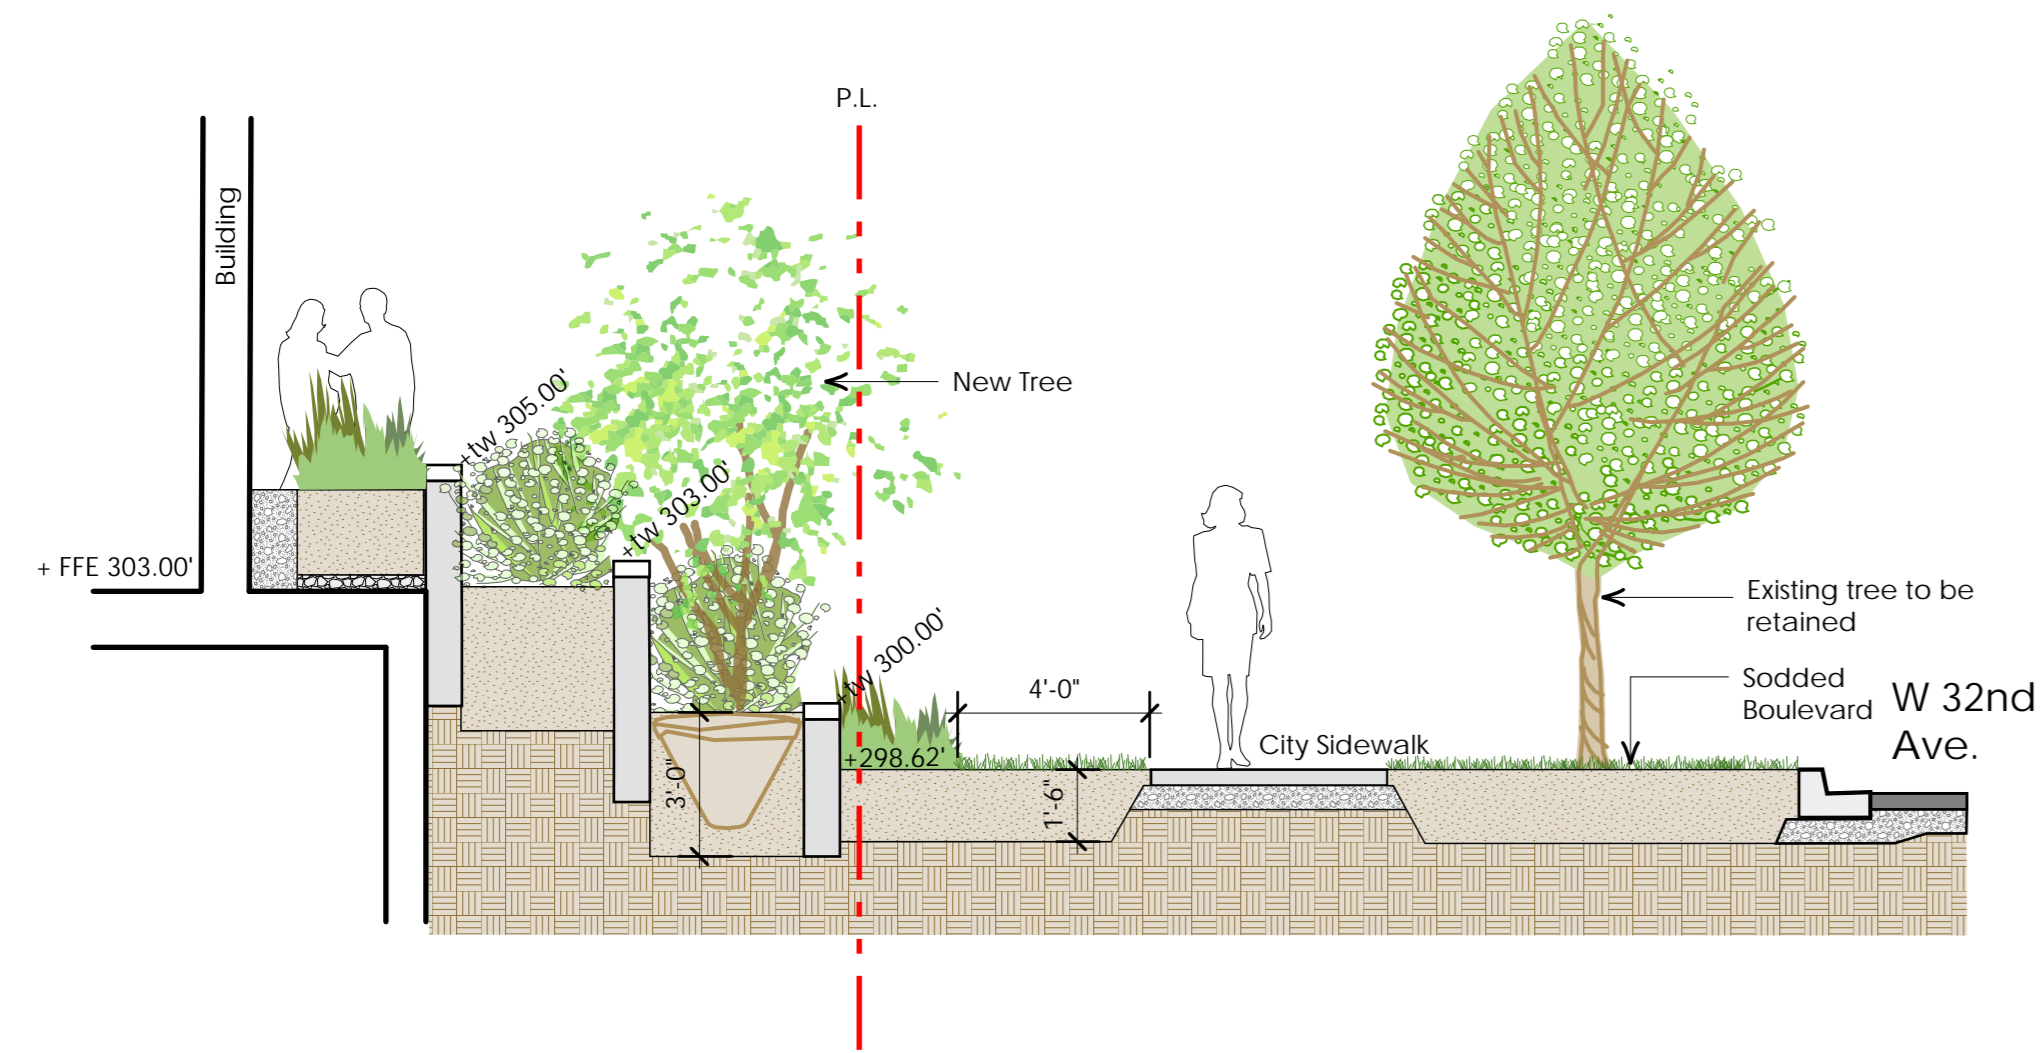 P.L.
Building
+tw 305.00'
New Tree
+tw 303.00'
+ FFE 303.00'
+tw 300.00'
Existing tree to be
retained
4'-0"
Sodded
Boulevard
W 32nd
Ave.
City Sidewalk
+298.62'
3'-0"
1'-6"